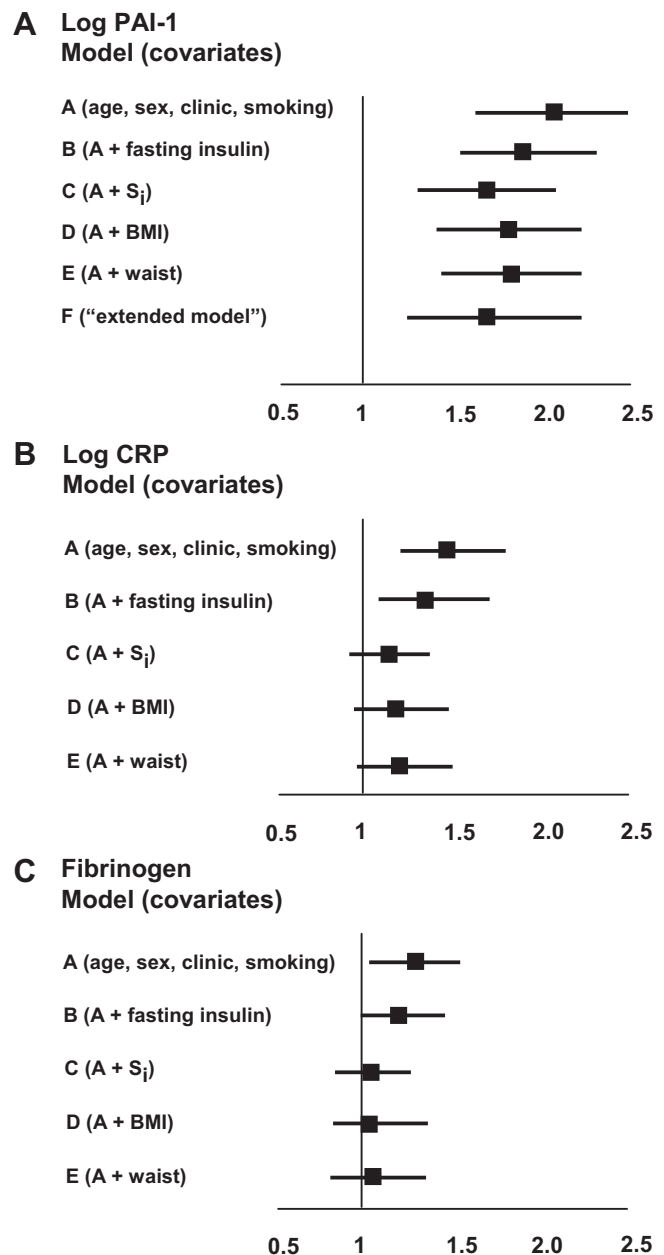 A Log PAI-1
Model (covariates)
A (age, sex, clinic, smoking)
B (A + fasting insulin)
C (A + Si)
D (A + BMI)
E (A + waist)
F (“extended model”)
0.5 1 1.5 2.0 2.5
B Log CRP
Model (covariates)
A (age, sex, clinic, smoking)
B (A + fasting insulin)
C (A + Si)
D (A + BMI)
E (A + waist)
0.5 1 1.5 2.0 2.5
C Fibrinogen
Model (covariates)
A (age, sex, clinic, smoking)
B (A + fasting insulin)
C (A + Si)
D (A + BMI)
E (A + waist)
0.5 1 1.5 2.0 2.5